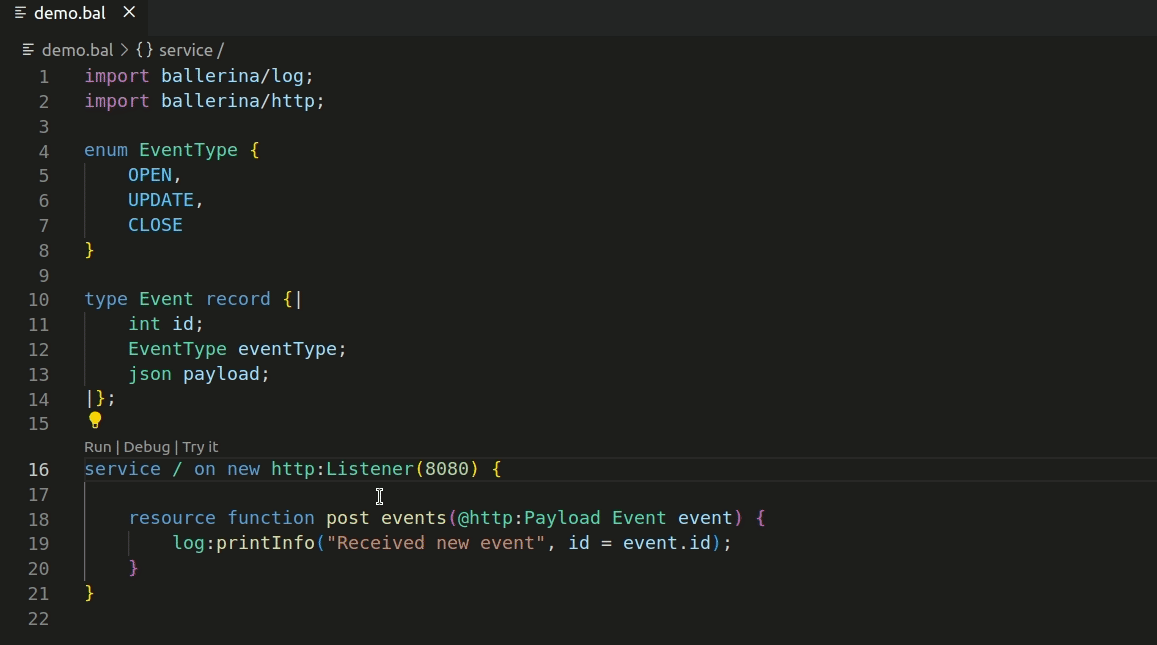 demo.bal
demo.bal > {} service /
1 import ballerina/log;
2 import ballerina/http;
3
4 enum EventType {
5     OPEN,
6     UPDATE,
7     CLOSE
8 }
9
10 type Event record {|
11     int id;
12     EventType eventType;
13     json payload;
14 |};
15
Run | Debug | Try it
16 service / on new http:Listener(8080) {
17
18     resource function post events(@http:Payload Event event) {
19         log:printInfo("Received new event", id = event.id);
20     }
21 }
22